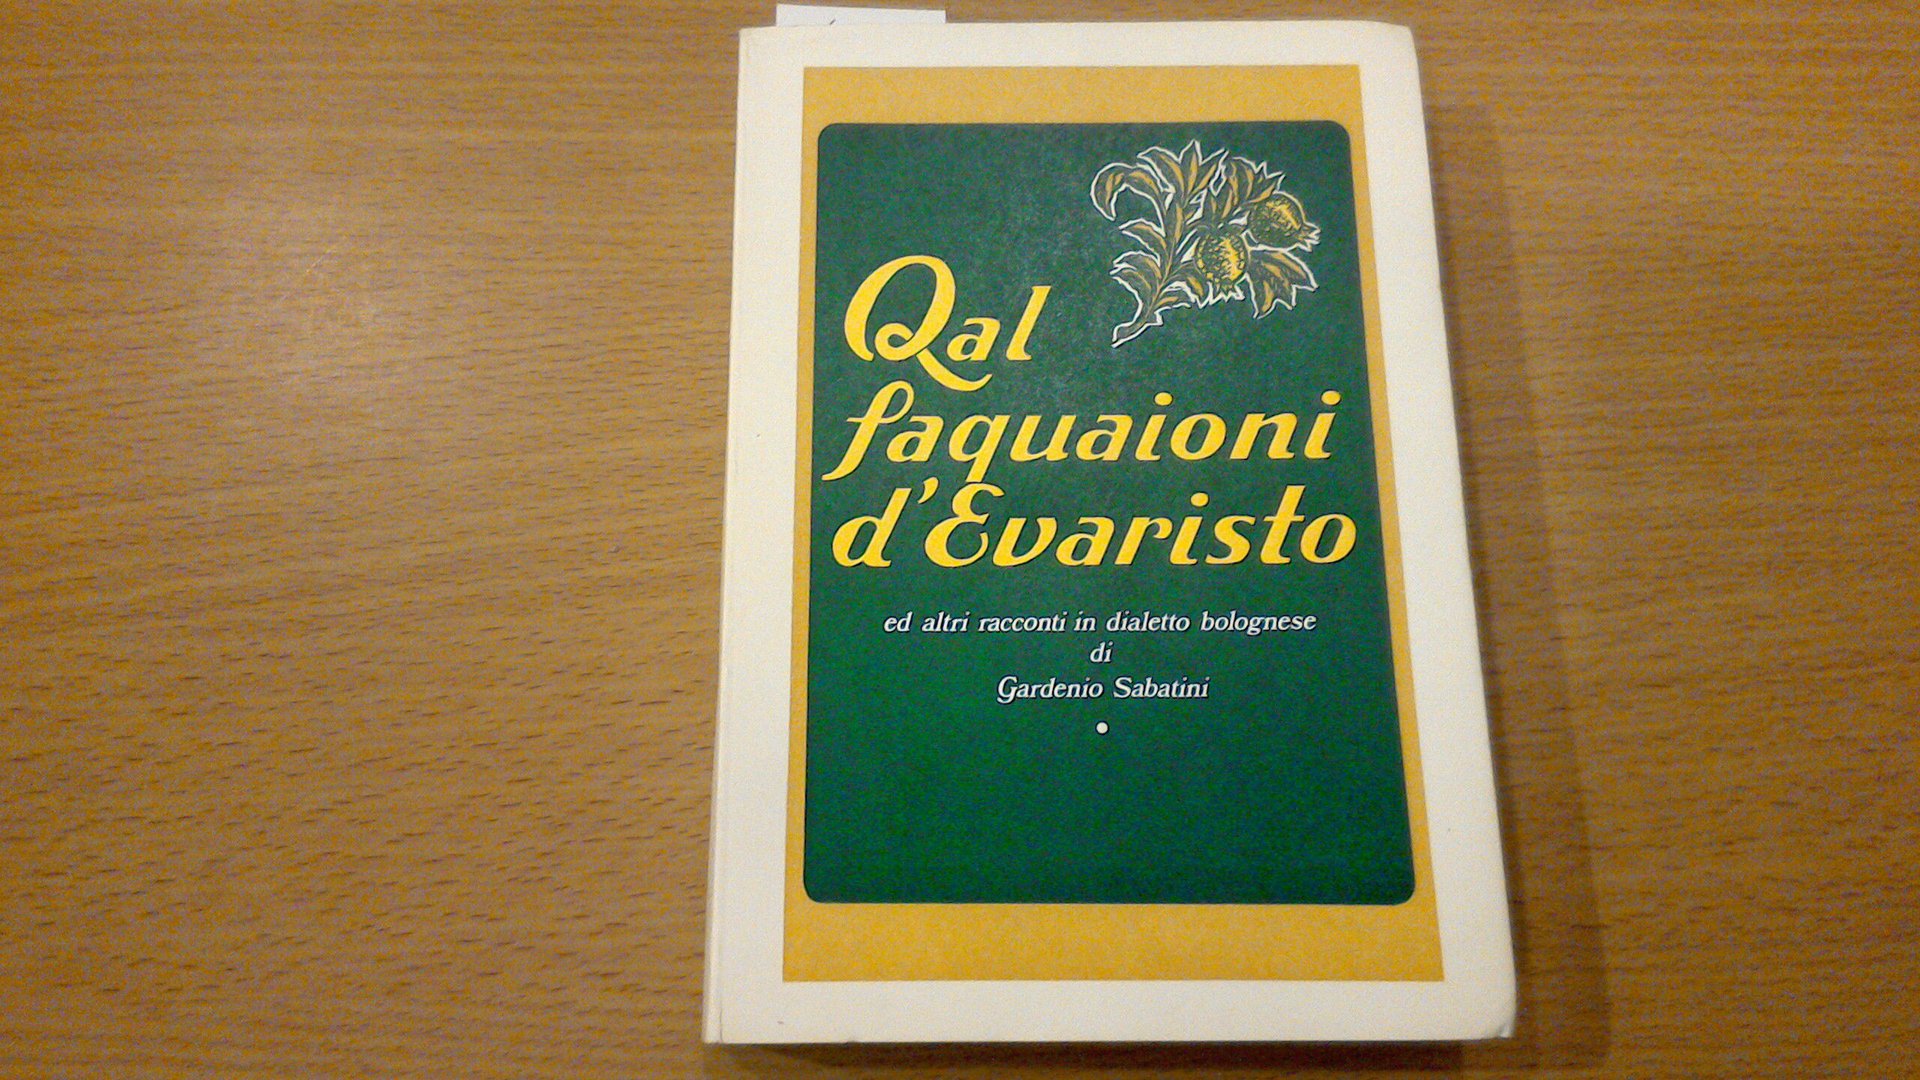 Qal
faquaioni
d'Evaristo
ed altri racconti in dialetto bolognese
di
Gardenio Sabatini